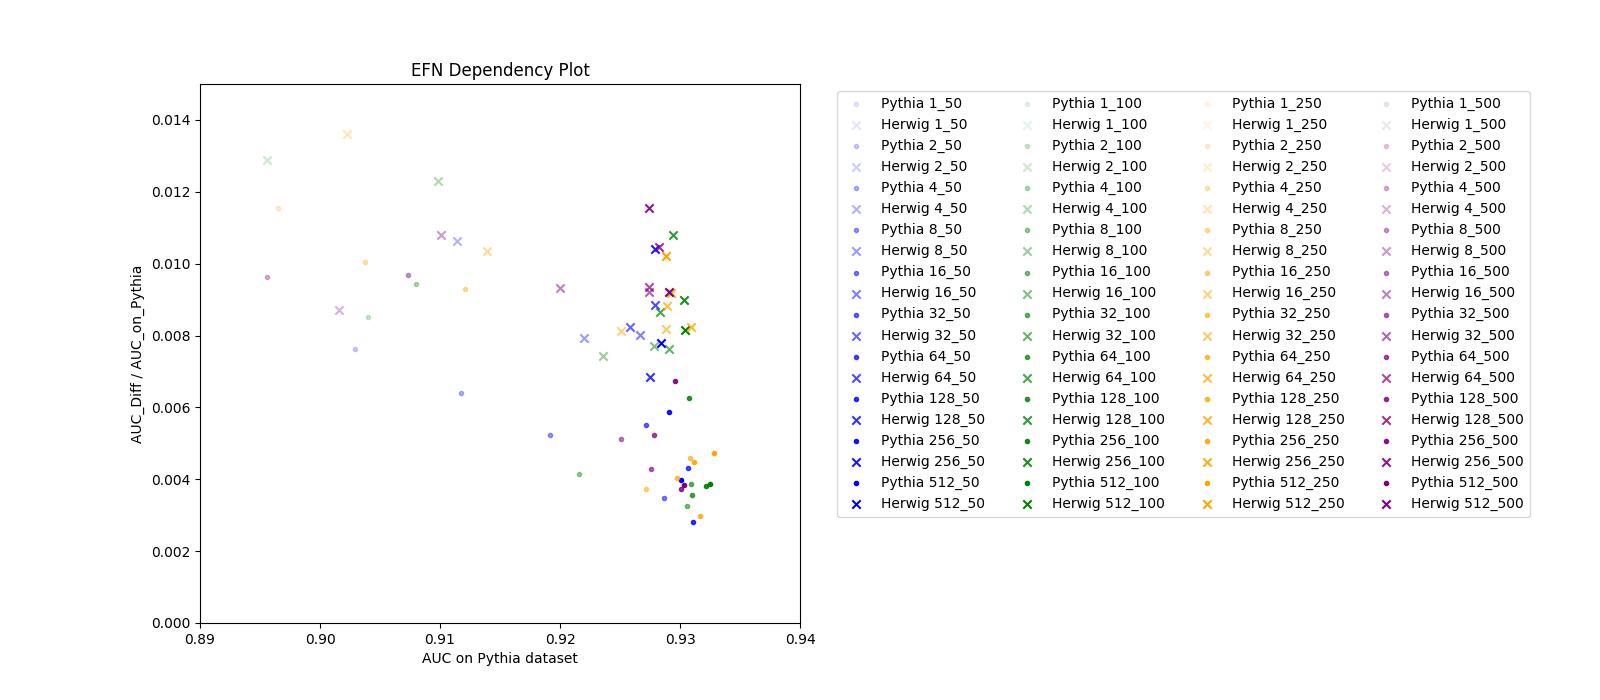 EFN Dependency Plot
0.014
0.012
0.010
0.008
0.006
0.004
0.002
0.000
AUC_Diff / AUC_on_Pythia
0.89 0.90 0.91 0.92 0.93 0.94
AUC on Pythia dataset
Pythia 1_50 Pythia 1_100 Pythia 1_250 Pythia 1_500
Herwig 1_50 Herwig 1_100 Herwig 1_250 Herwig 1_500
Pythia 2_50 Pythia 2_100 Pythia 2_250 Pythia 2_500
Herwig 2_50 Herwig 2_100 Herwig 2_250 Herwig 2_500
Pythia 4_50 Pythia 4_100 Pythia 4_250 Pythia 4_500
Herwig 4_50 Herwig 4_100 Herwig 4_250 Herwig 4_500
Pythia 8_50 Pythia 8_100 Pythia 8_250 Pythia 8_500
Herwig 8_50 Herwig 8_100 Herwig 8_250 Herwig 8_500
Pythia 16_50 Pythia 16_100 Pythia 16_250 Pythia 16_500
Herwig 16_50 Herwig 16_100 Herwig 16_250 Herwig 16_500
Pythia 32_50 Pythia 32_100 Pythia 32_250 Pythia 32_500
Herwig 32_50 Herwig 32_100 Herwig 32_250 Herwig 32_500
Pythia 64_50 Pythia 64_100 Pythia 64_250 Pythia 64_500
Herwig 64_50 Herwig 64_100 Herwig 64_250 Herwig 64_500
Pythia 128_50 Pythia 128_100 Pythia 128_250 Pythia 128_500
Herwig 128_50 Herwig 128_100 Herwig 128_250 Herwig 128_500
Pythia 256_50 Pythia 256_100 Pythia 256_250 Pythia 256_500
Herwig 256_50 Herwig 256_100 Herwig 256_250 Herwig 256_500
Pythia 512_50 Pythia 512_100 Pythia 512_250 Pythia 512_500
Herwig 512_50 Herwig 512_100 Herwig 512_250 Herwig 512_500